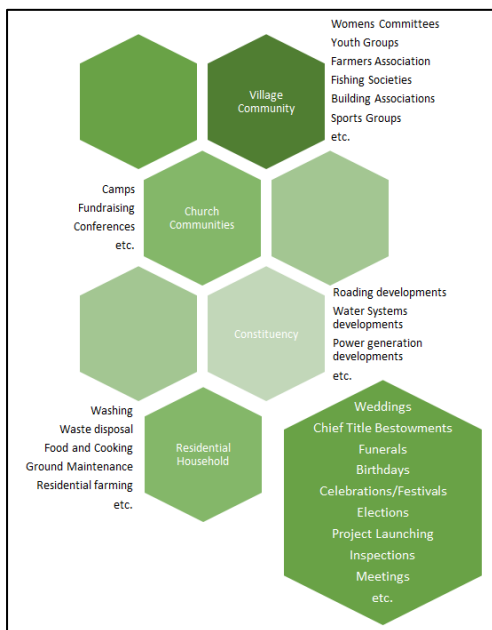 Womens Committees
Youth Groups
Farmers Association
Fishing Societies
Building Associations
Sports Groups
etc.
Village
Community
Camps
Fundraising
Conferences
etc.
Church
Communities
Constituency
Roading developments
Water Systems
developments
Power generation
developments
etc.
Washing
Waste disposal
Food and Cooking
Ground Maintenance
Residential farming
etc.
Residential
Household
Weddings
Chief Title Bestowments
Funerals
Birthdays
Celebrations/Festivals
Elections
Project Launching
Inspections
Meetings
etc.